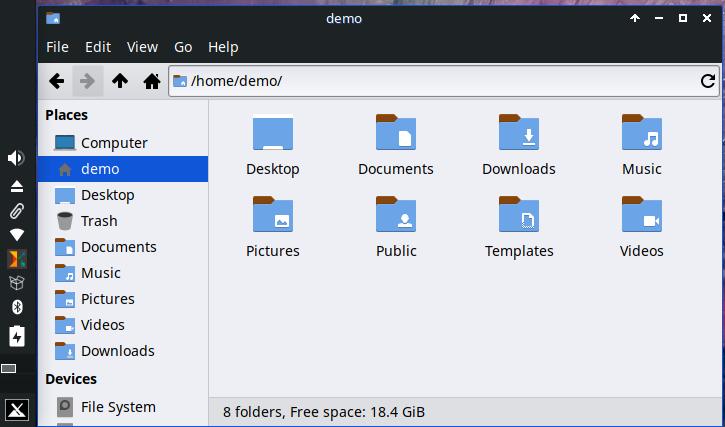 demo
File Edit View Go Help
/home/demo/
Places
Computer
demo
Desktop
Trash
Documents
Music
Pictures
Videos
Downloads
Devices
File System
Desktop Documents Downloads Music
Pictures Public Templates Videos
8 folders, Free space: 18.4 GiB